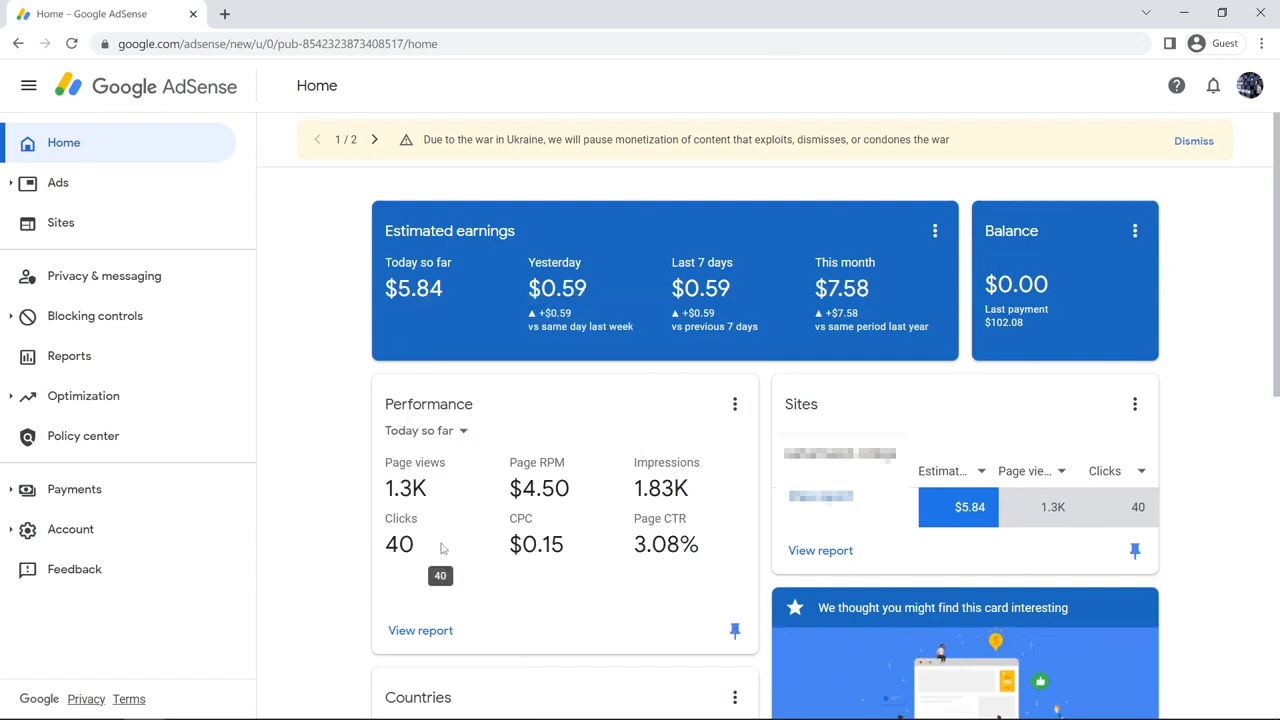 Home – Google AdSense
google.com/adsense/new/u/0/pub-8542323873408517/home
Guest
Google AdSense
Home
Home
Ads
Sites
Privacy & messaging
Blocking controls
Reports
Optimization
Policy center
Payments
Account
Feedback
Google Privacy Terms
1 / 2 Due to the war in Ukraine, we will pause monetization of content that exploits, dismisses, or condones the war Dismiss
Estimated earnings
Today so far Yesterday Last 7 days This month
$5.84 $0.59 $0.59 $7.58
▲ +$0.59 ▲ +$0.59 ▲ +$7.58
vs same day last week vs previous 7 days vs same period last year
Balance
$0.00
Last payment
$102.08
Performance
Today so far
Page views Page RPM Impressions
1.3K $4.50 1.83K
Clicks CPC Page CTR
40 $0.15 3.08%
40
View report
Sites
Estimat... Page vie... Clicks
$5.84 1.3K 40
View report
We thought you might find this card interesting
Countries